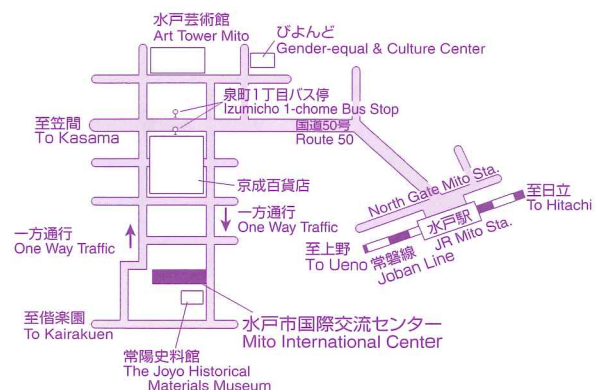 水戸芸術館
Art Tower Mito
びよんど
Gender-equal & Culture Center
泉町1丁目バス停
Izumicho 1-chome Bus Stop
至笠間
To Kasama
国道50号
Route 50
京成百貨店
North Gate Mito Sta.
至日立
To Hitachi
水戸駅
JR Mito Sta.
一方通行
One Way Traffic
一方通行
One Way Traffic
至上野
To Ueno
常磐線
Joban Line
至偕楽園
To Kairakuen
水戸市国際交流センター
Mito International Center
常陽史料館
The Joyo Historical
Materials Museum